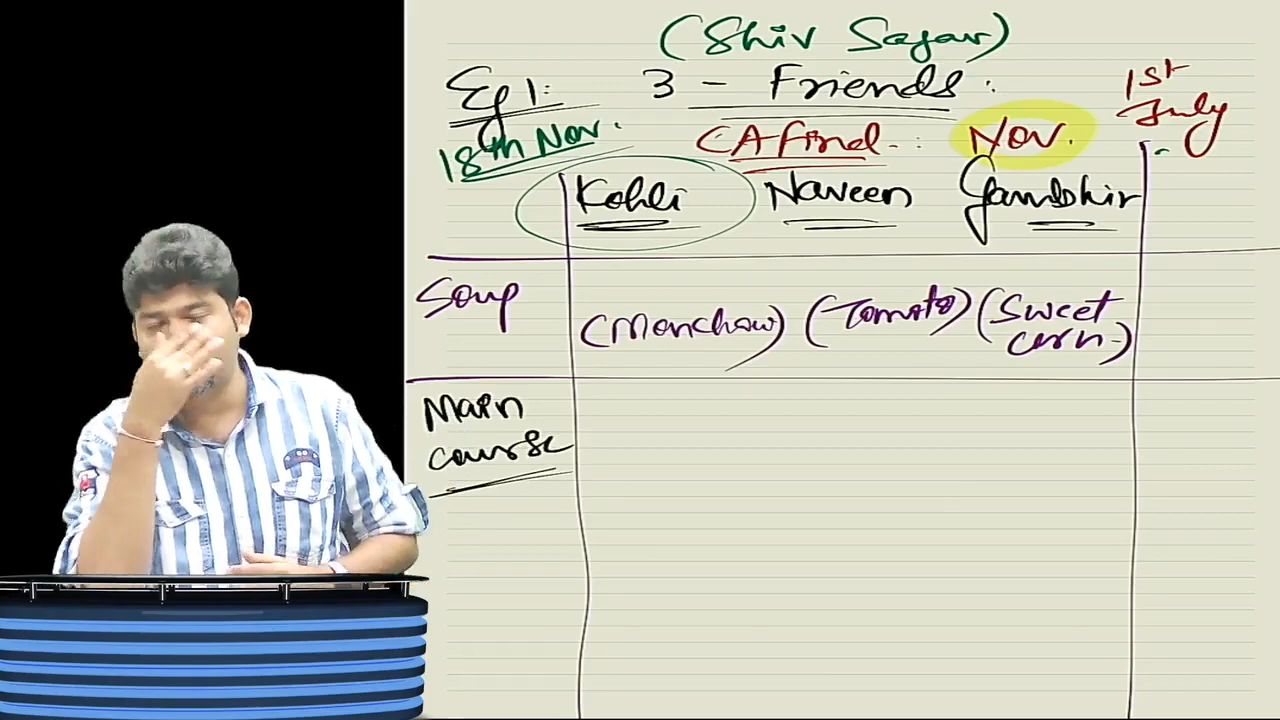 (Shiv Sagar)
Eg 1: 3 - Friends:
1st July
18th Nov. CA Final. : Nov.
Kohli Naveen Gambhir
Soup (Manchow) (Tomato) (Sweet corn)
Main course